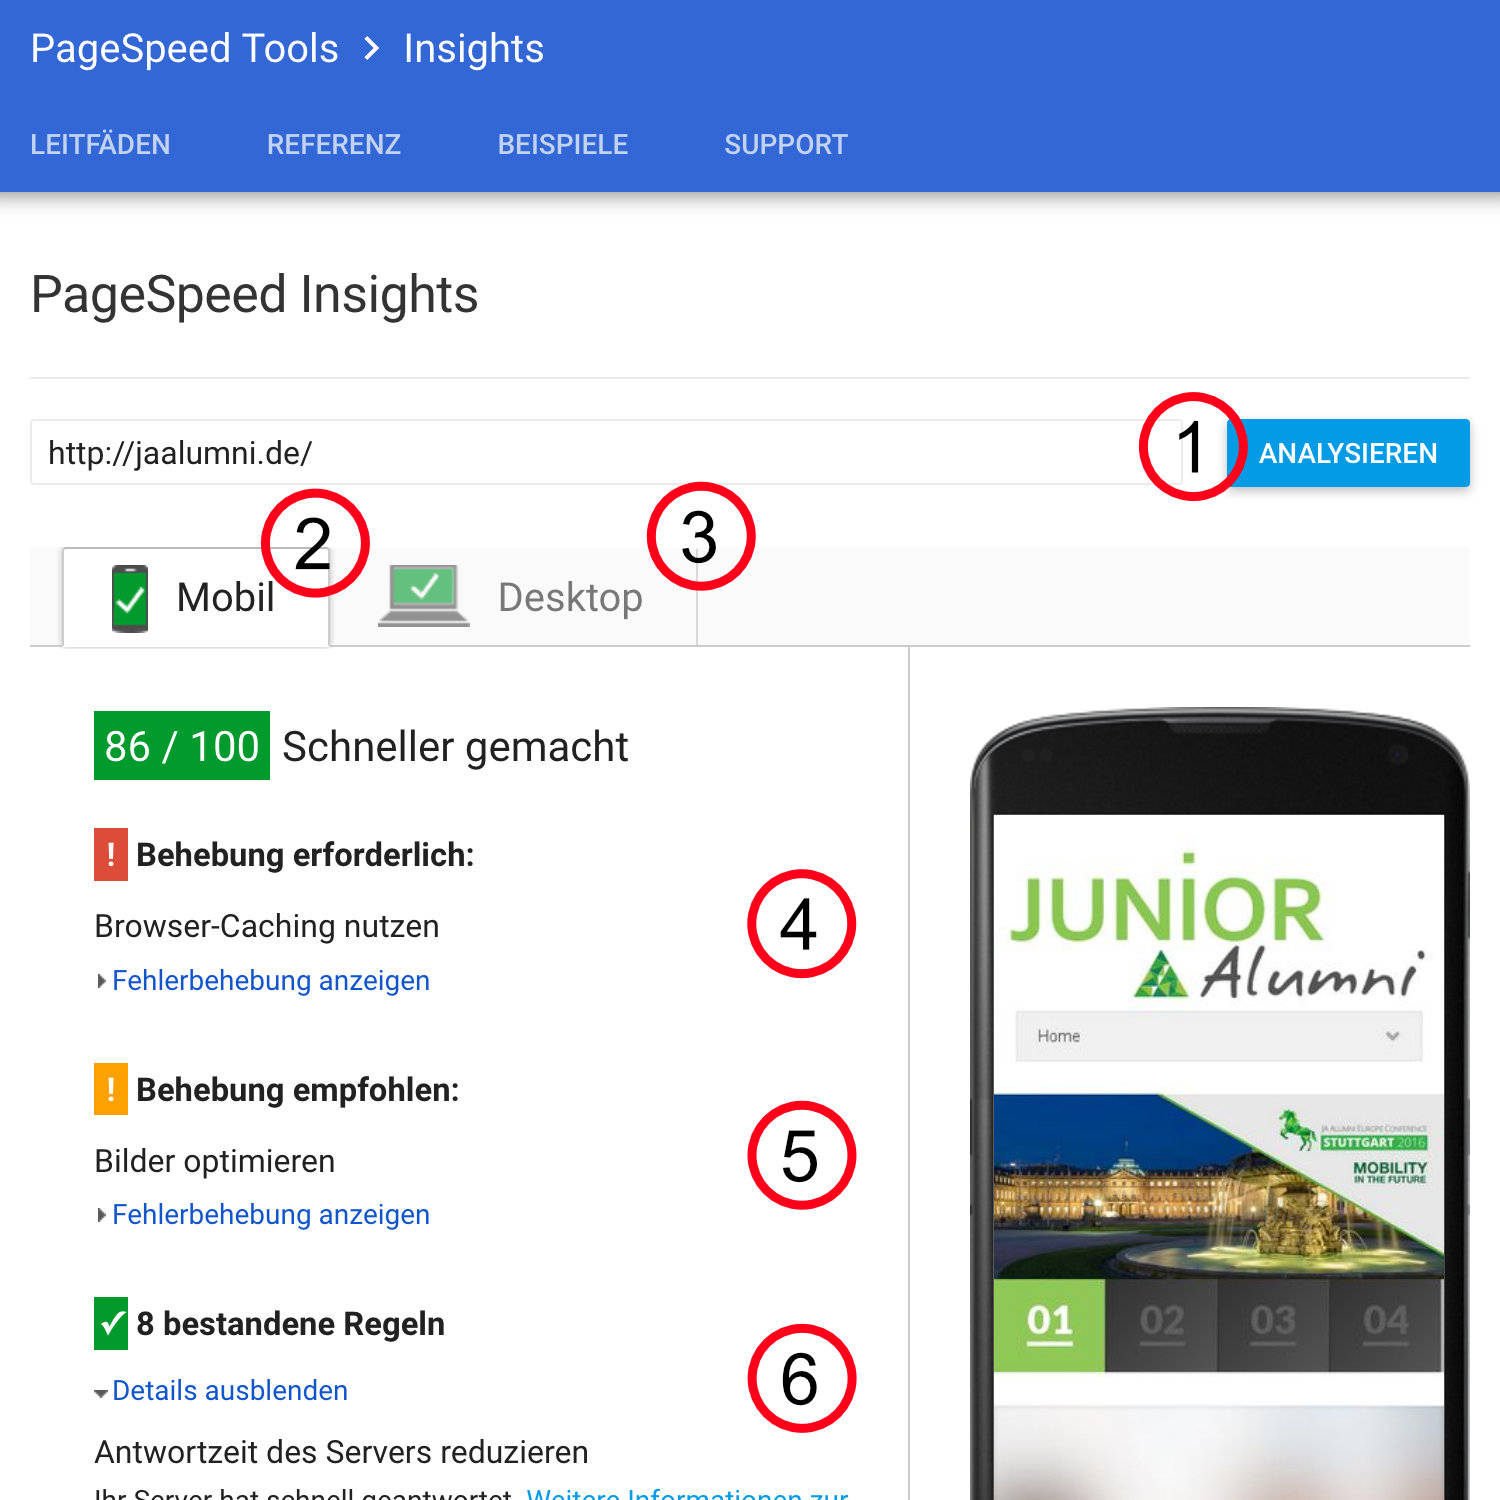 PageSpeed Tools > Insights
LEITFÄDEN REFERENZ BEISPIELE SUPPORT
PageSpeed Insights
http://jaalumni.de/
1
ANALYSIEREN
2
3
Mobil
Desktop
86 / 100 Schneller gemacht
! Behebung erforderlich:
Browser-Caching nutzen
4
Fehlerbehebung anzeigen
! Behebung empfohlen:
Bilder optimieren
5
Fehlerbehebung anzeigen
8 bestandene Regeln
6
Details ausblenden
Antwortzeit des Servers reduzieren
Ihr Server hat schnell geantwortet. Weitere Informationen zur
JUNIOR
Alumni
Home
JA ALUMNI EUROPE CONFERENCE
STUTTGART 2016
MOBILITY
IN THE FUTURE
01 02 03 04